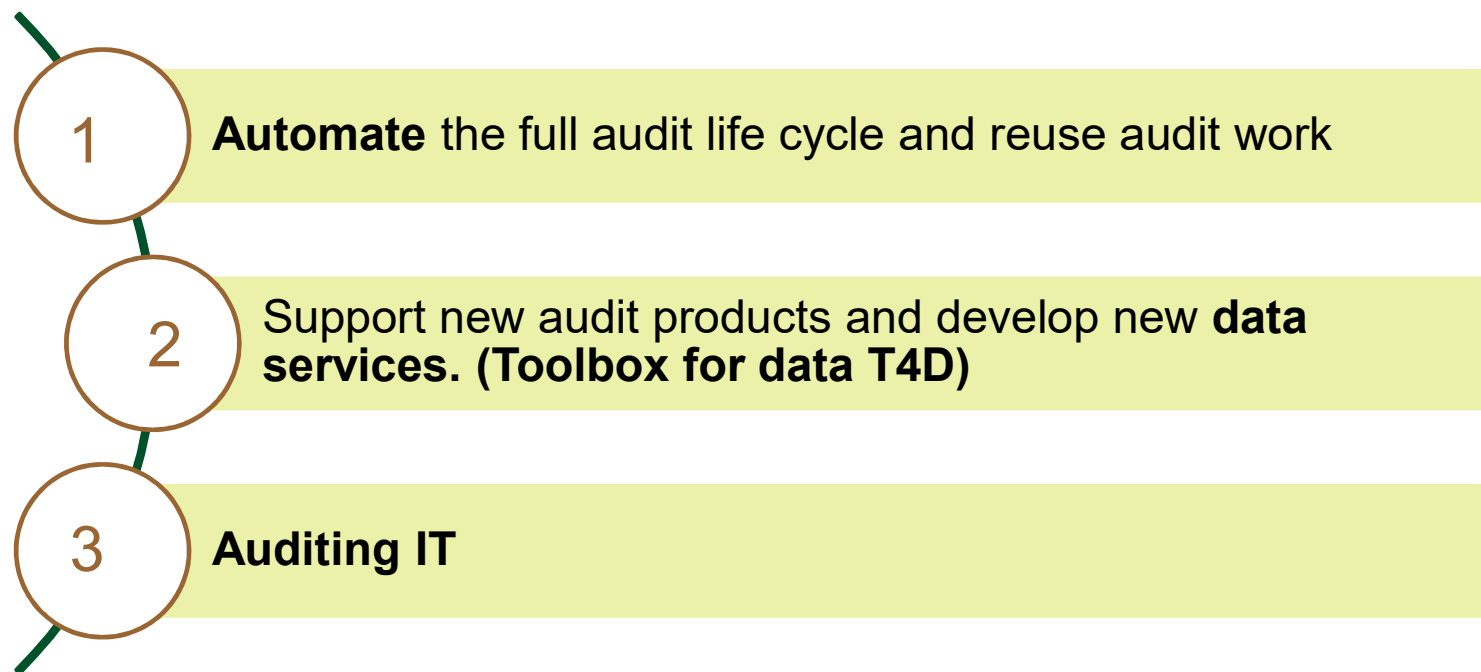 1
Automate the full audit life cycle and reuse audit work
2
Support new audit products and develop new data
services. (Toolbox for data T4D)
3
Auditing IT